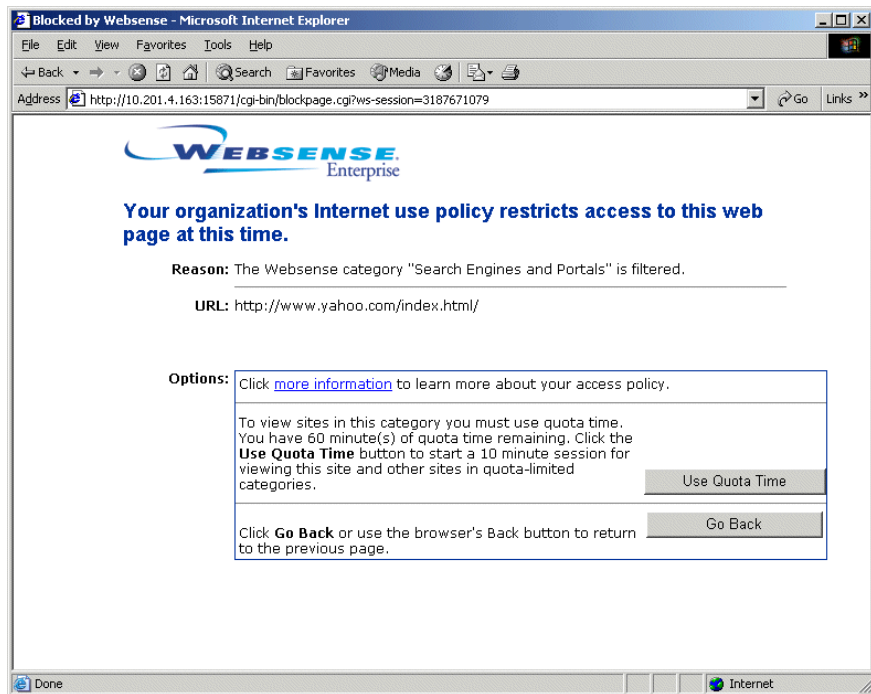 Blocked by Websense - Microsoft Internet Explorer
File Edit View Favorites Tools Help
Back Search Favorites Media
Address http://10.201.4.163:15871/cgi-bin/blockpage.cgi?ws-session=3187671079 Go Links »
WEBSENSE.
Enterprise
Your organization's Internet use policy restricts access to this web
page at this time.
Reason: The Websense category "Search Engines and Portals" is filtered.
URL: http://www.yahoo.com/index.html/
Options: Click more information to learn more about your access policy.
To view sites in this category you must use quota time.
You have 60 minute(s) of quota time remaining. Click the
Use Quota Time button to start a 10 minute session for
viewing this site and other sites in quota-limited
categories.
Use Quota Time
Go Back
Click Go Back or use the browser's Back button to return
to the previous page.
Done Internet